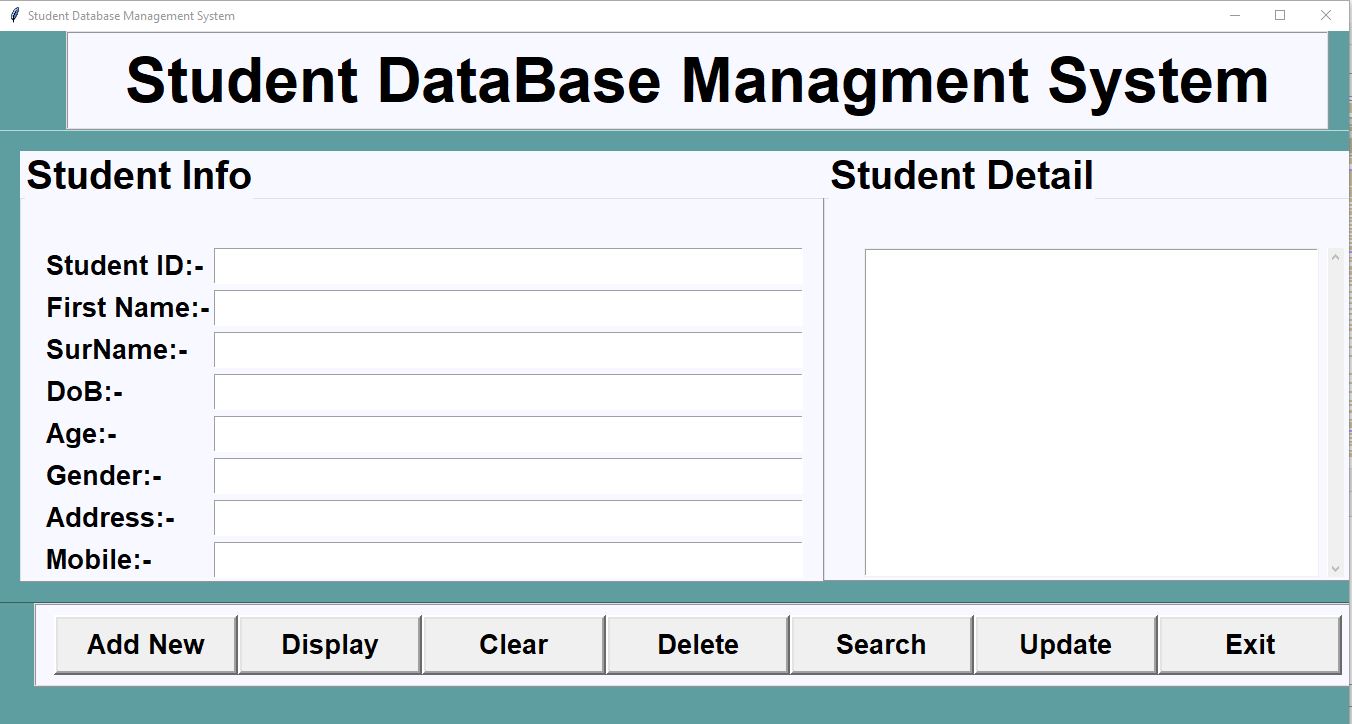 Student Database Management System
Student DataBase Managment System
Student Info
Student Detail
Student ID:-
First Name:-
SurName:-
DoB:-
Age:-
Gender:-
Address:-
Mobile:-
Add New Display Clear Delete Search Update Exit